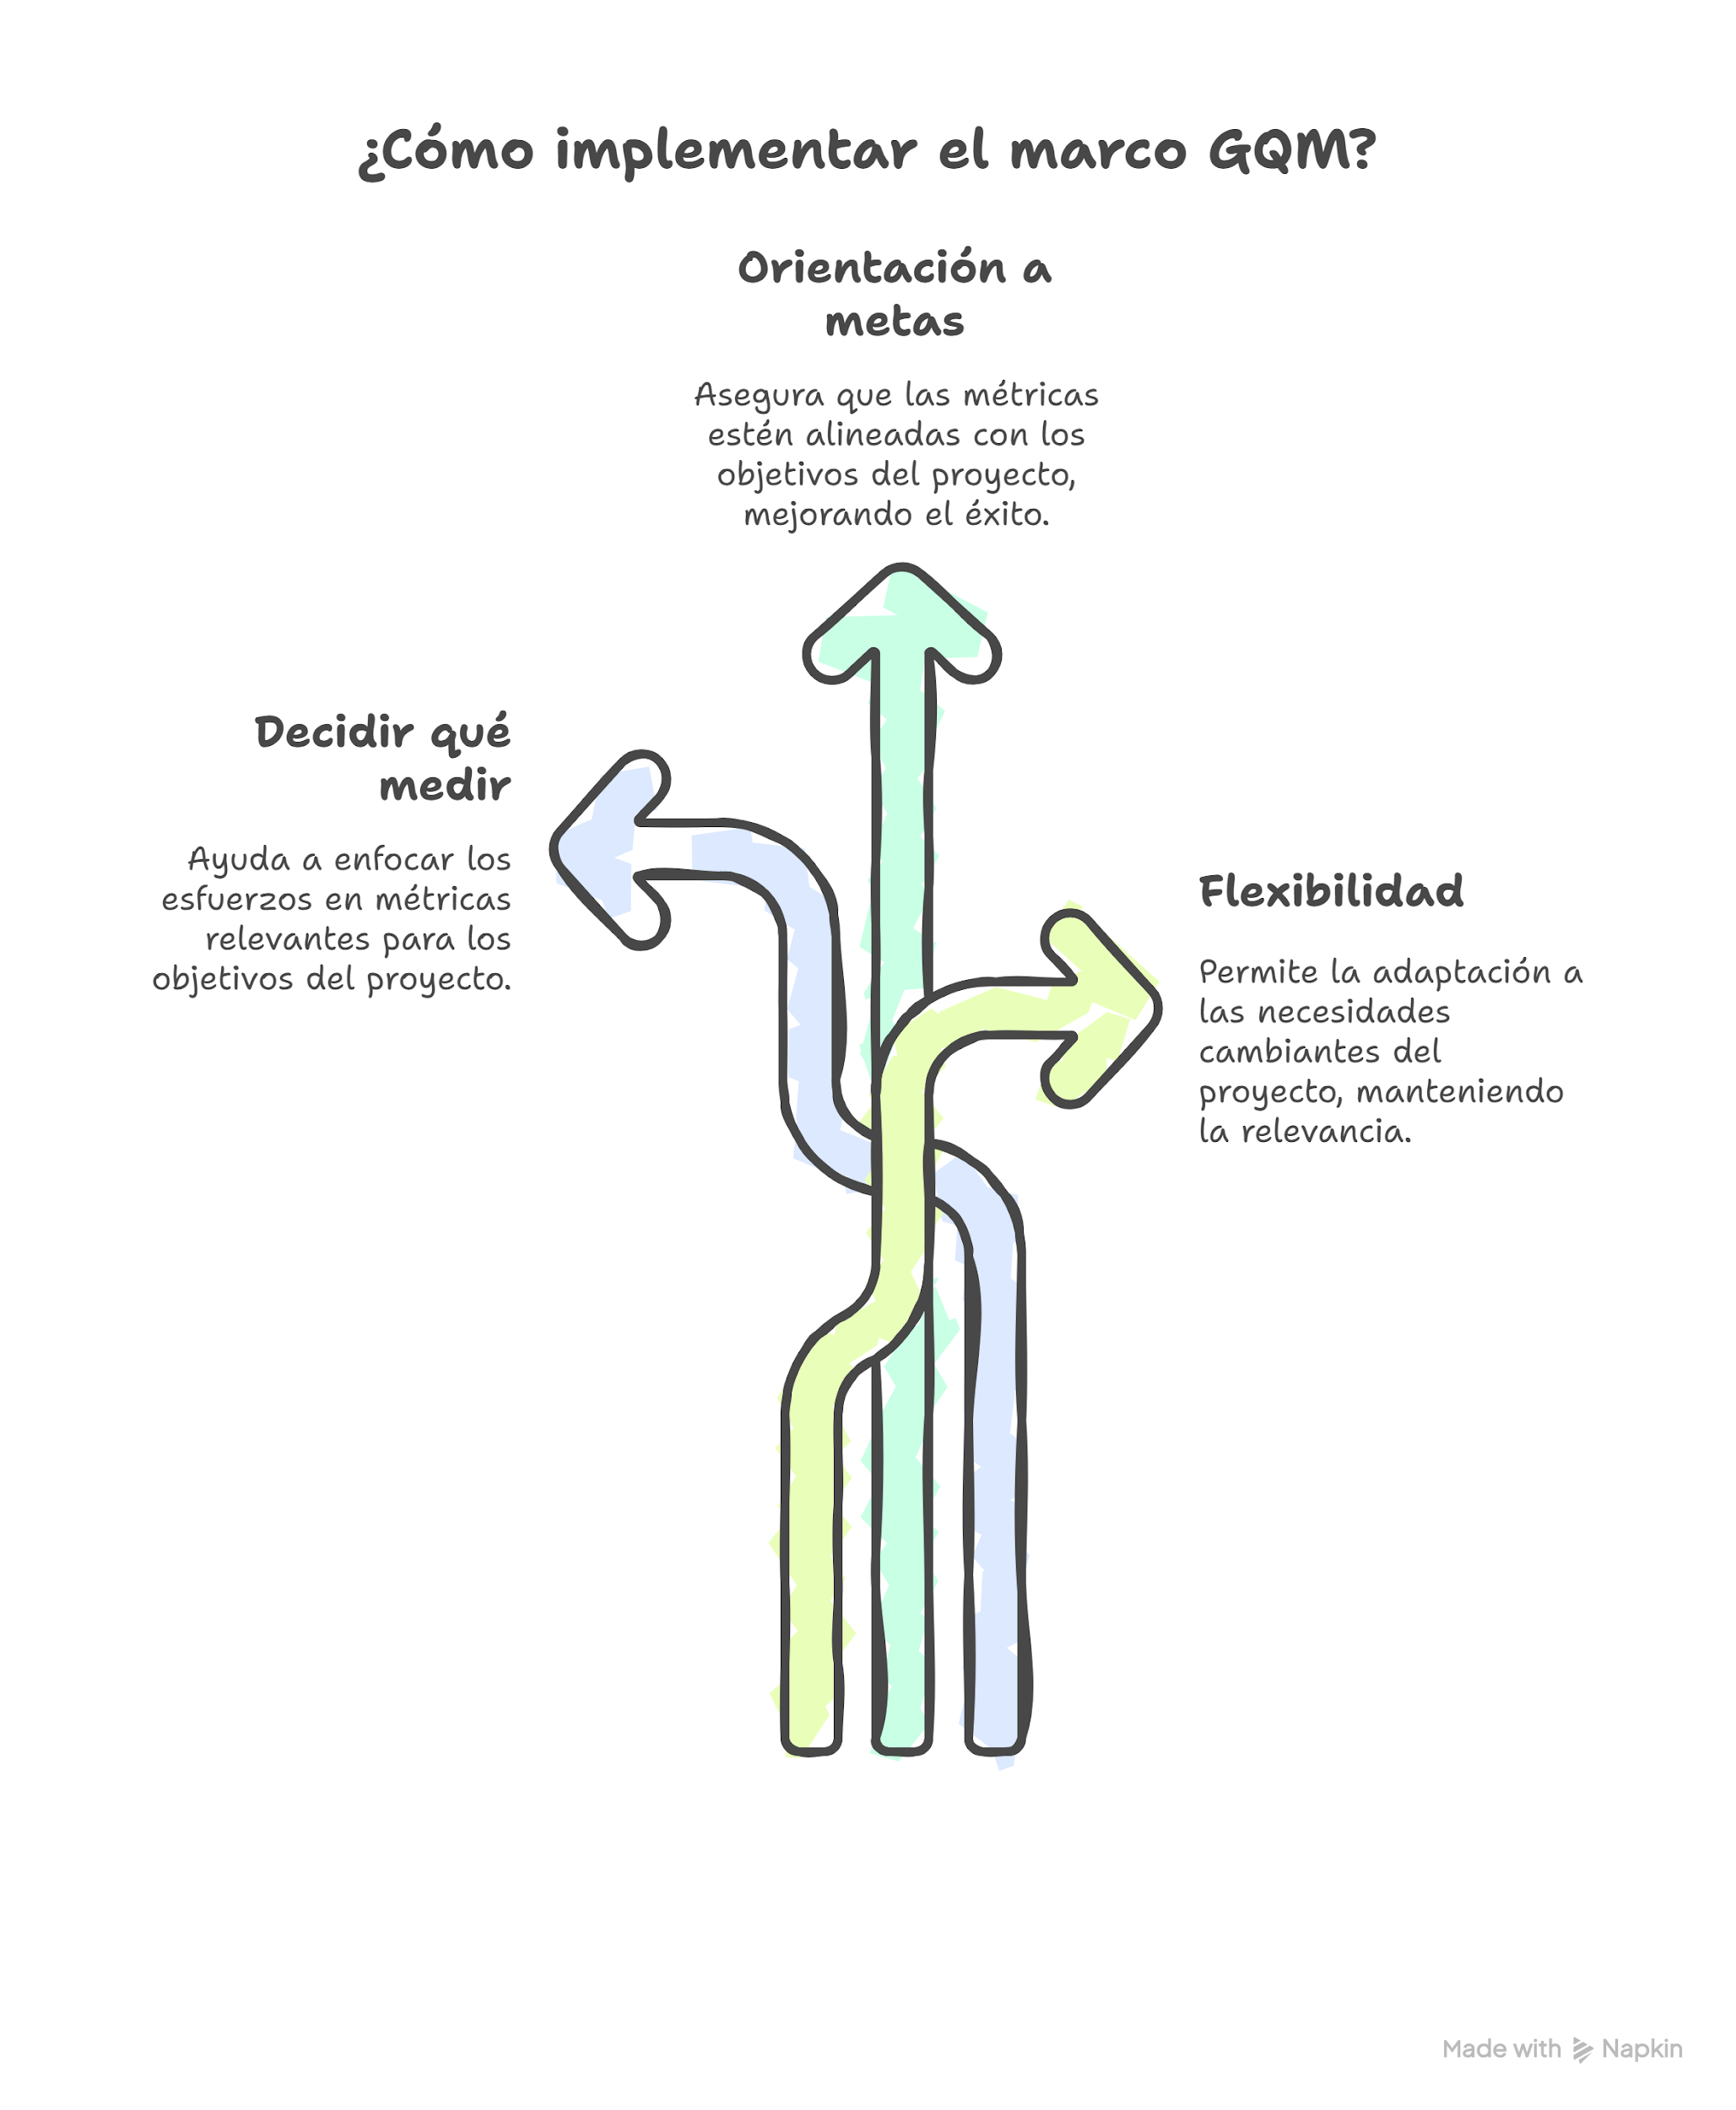 ¿Cómo implementar el marco GQM?
Orientación a
metas
Asegura que las métricas
estén alineadas con los
objetivos del proyecto,
mejorando el éxito.
Decidir qué
medir
Ayuda a enfocar los
esfuerzos en métricas
relevantes para los
objetivos del proyecto.
Flexibilidad
Permite la adaptación a
las necesidades
cambiantes del
proyecto, manteniendo
la relevancia.
Made with Napkin